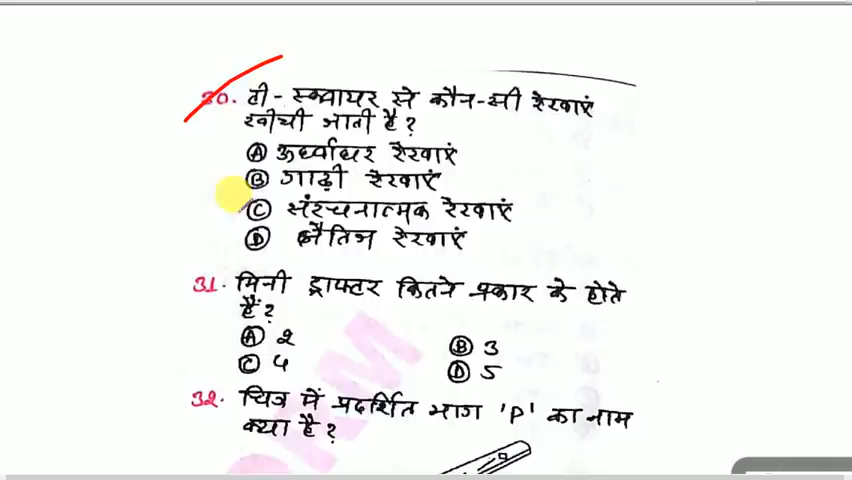 30. टी - स्क्वायर से कौन-सी रेखाएं
खींची जाती है?
Ⓐ ऊर्ध्वाधर रेखाएं
Ⓑ गाढ़ी रेखाएं
Ⓒ संरचनात्मक रेखाएं
Ⓓ क्षैतिज रेखाएं
31. मिनी ड्राफ्टर कितने प्रकार के होते
हैं?
Ⓐ 2 Ⓑ 3
Ⓒ 4 Ⓓ 5
32. चित्र में प्रदर्शित भाग 'P' का नाम
क्या है?